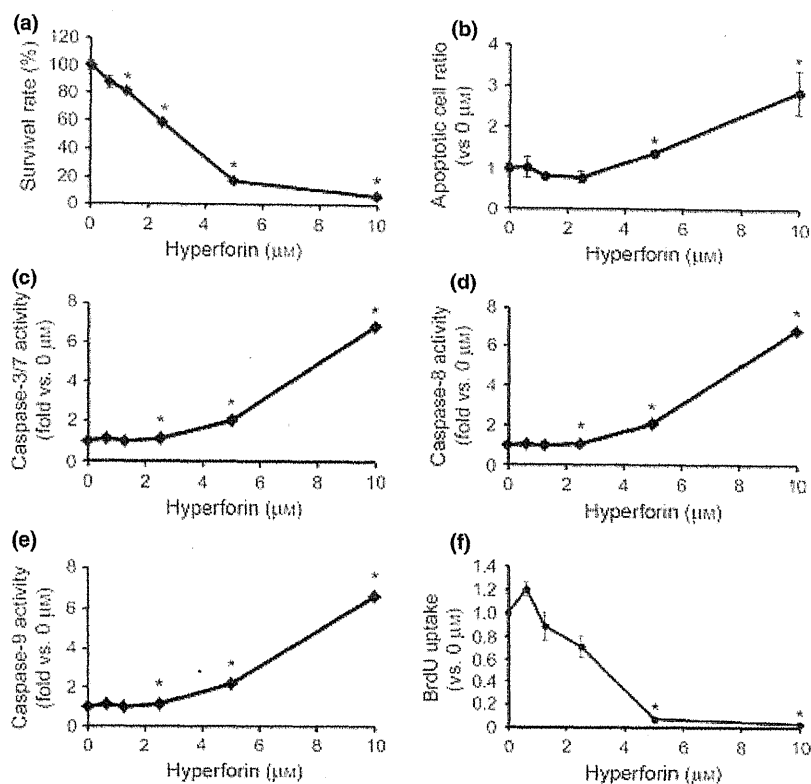 (a)
120
100
80
60
40
20
0
Survival rate (%)
0 2 4 6 8 10
Hyperforin (μM)
*
*
*
*
(b)
4
3
2
1
0
Apoptotic cell ratio
(vs 0 μM)
0 2 4 6 8 10
Hyperforin (μM)
*
*
(c)
8
6
4
2
0
Caspase-3/7 activity
(fold vs. 0 μM)
0 2 4 6 8 10
Hyperforin (μM)
*
*
*
(d)
8
6
4
2
0
Caspase-8 activity
(fold vs. 0 μM)
0 2 4 6 8 10
Hyperforin (μM)
*
*
*
(e)
8
6
4
2
0
Caspase-9 activity
(fold vs. 0 μM)
0 2 4 6 8 10
Hyperforin (μM)
*
*
*
(f)
1.4
1.2
1.0
0.8
0.6
0.4
0.2
0
BrdU uptake
(vs. 0 μM)
0 2 4 6 8 10
Hyperforin (μM)
*
*